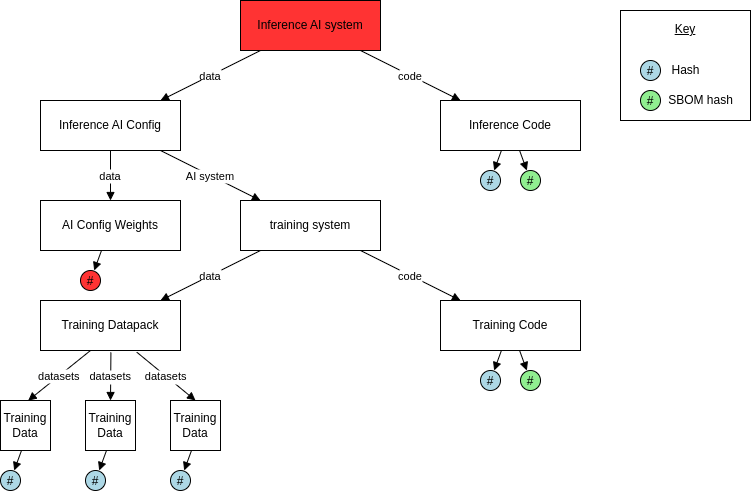 Inference AI system
Key
data
code
# Hash
# SBOM hash
Inference AI Config
Inference Code
data
AI system
# #
AI Config Weights
training system
#
data
code
Training Datapack
Training Code
datasets
datasets
datasets
# #
Training
Data
Training
Data
Training
Data
# # #